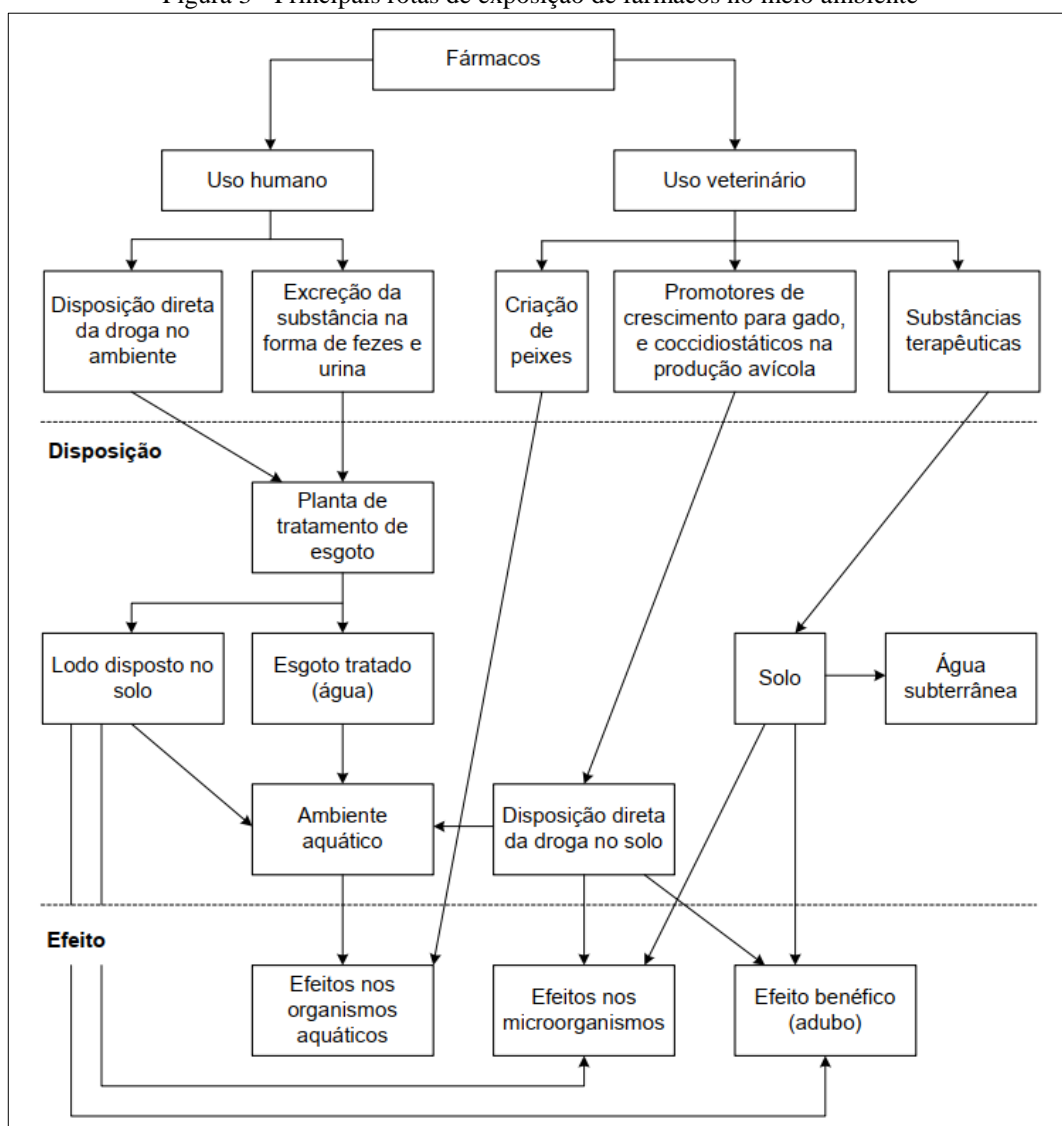 Figura 3 - Principais rotas de exposição de fármacos no meio ambiente
Fármacos
Uso humano
Uso veterinário
Disposição direta
da droga no
ambiente
Excreção da
substância na
forma de fezes e
urina
Criação
de
peixes
Promotores de
crescimento para gado,
e coccidiostáticos na
produção avícola
Substâncias
terapêuticas
Disposição
Planta de
tratamento de
esgoto
Lodo disposto no
solo
Esgoto tratado
(água)
Solo
Água
subterrânea
Ambiente
aquático
Disposição direta
da droga no solo
Efeito
Efeitos nos
organismos
aquáticos
Efeitos nos
microorganismos
Efeito benéfico
(adubo)